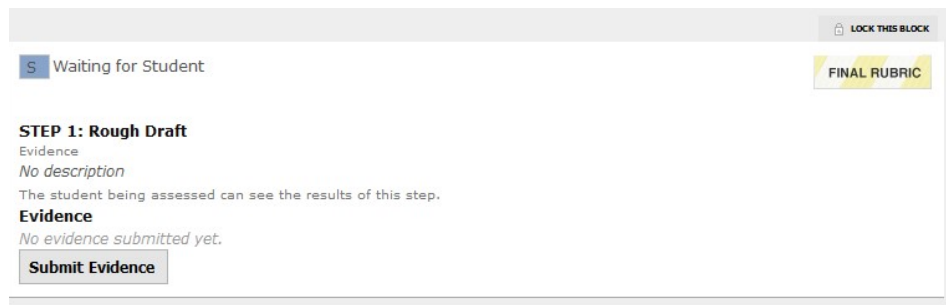 LOCK THIS BLOCK
S Waiting for Student
FINAL RUBRIC
STEP 1: Rough Draft
Evidence
No description
The student being assessed can see the results of this step.
Evidence
No evidence submitted yet.
Submit Evidence